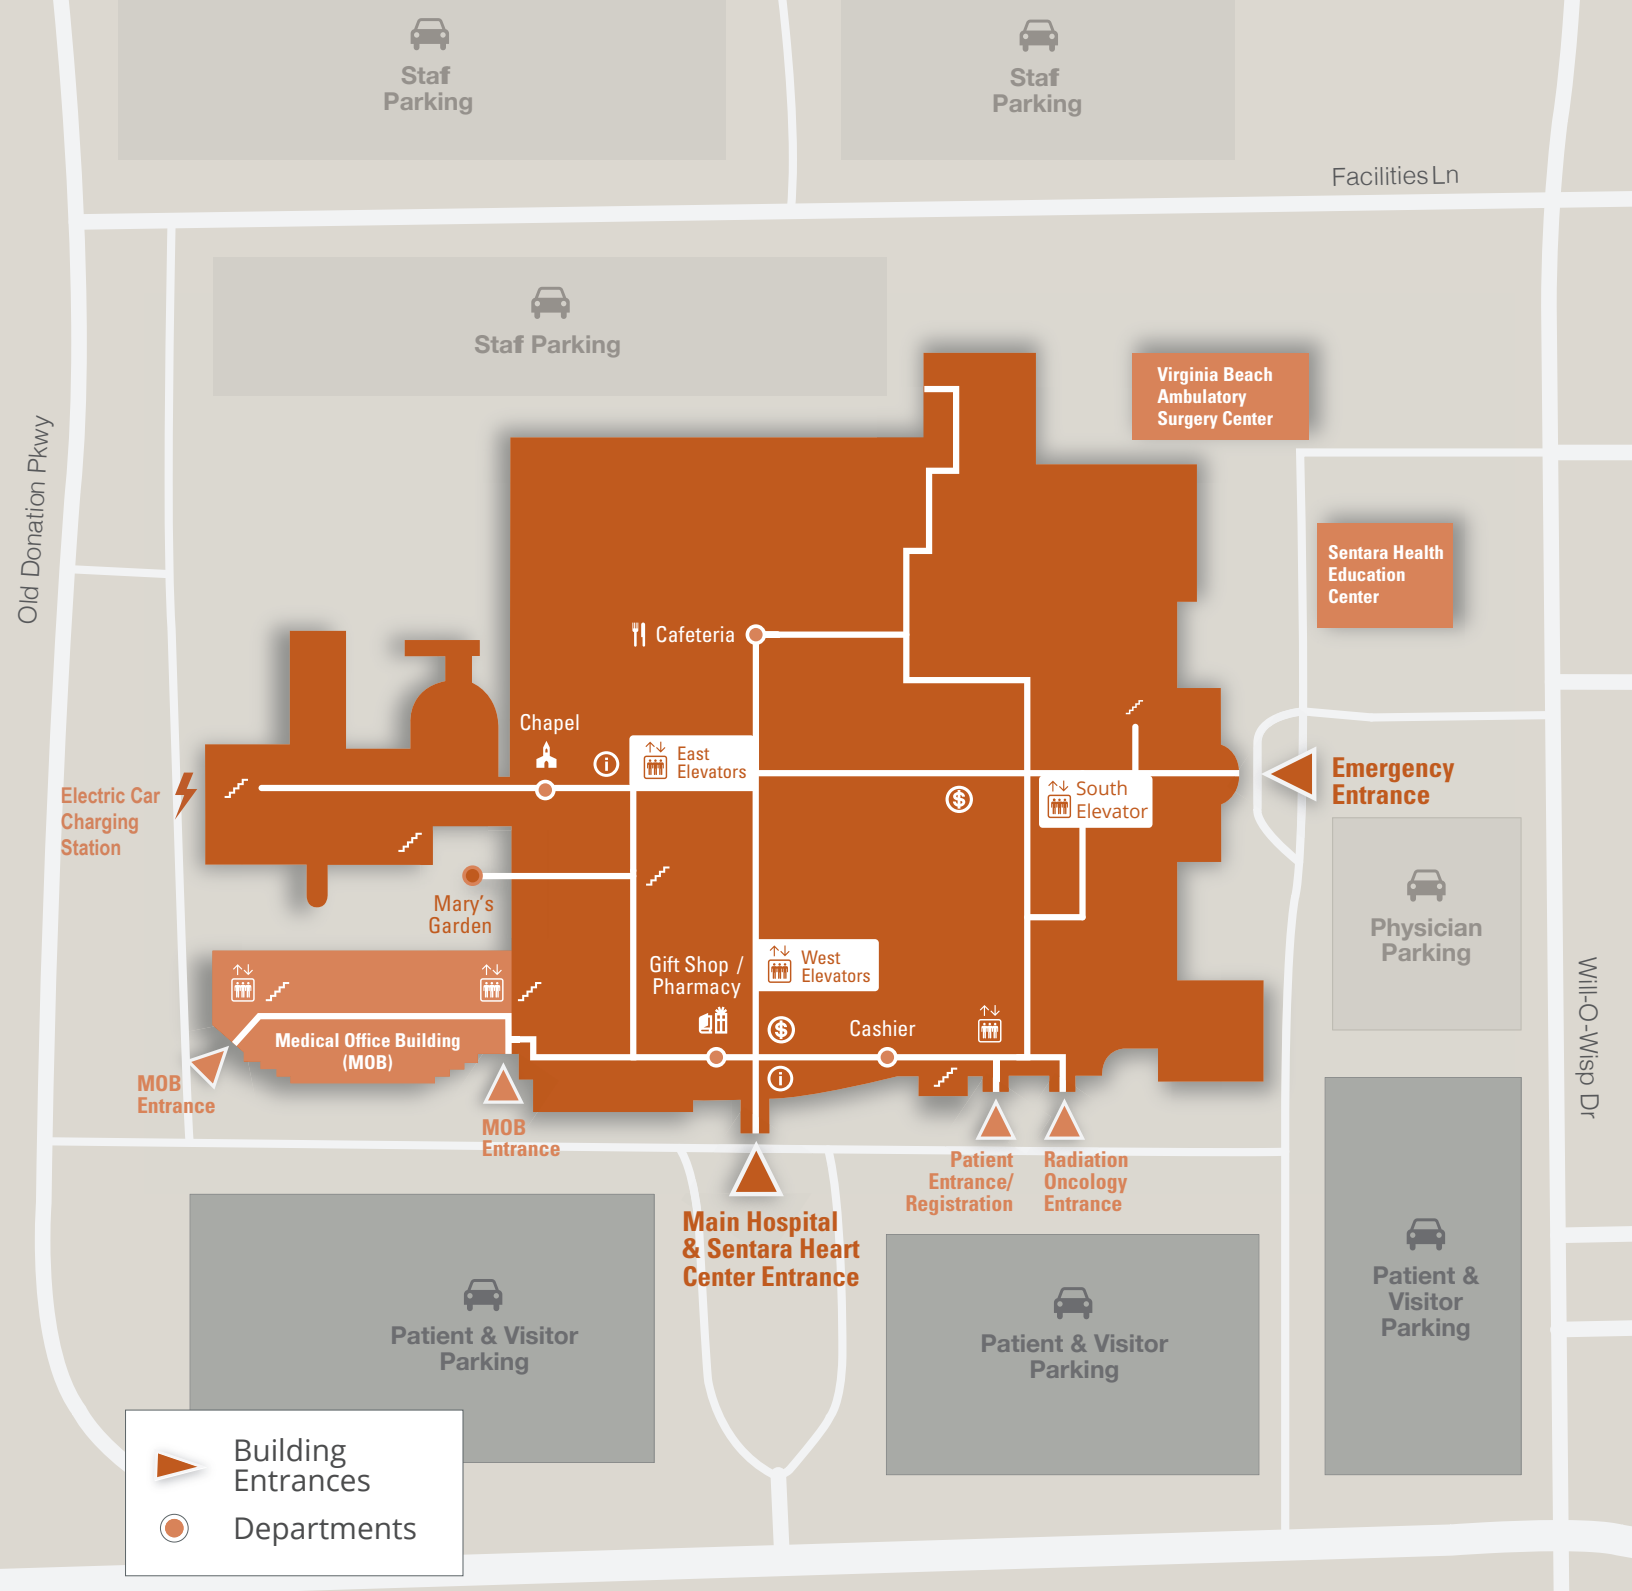 Staf
Parking
Staf
Parking
Facilities Ln
Staf Parking
Virginia Beach
Ambulatory
Surgery Center
Old Donation Pkwy
Sentara Health
Education
Center
Cafeteria
Chapel
East
Elevators
Emergency
Entrance
Electric Car
Charging
Station
South
Elevator
Mary's
Garden
Physician
Parking
Gift Shop /
Pharmacy
West
Elevators
Cashier
Will-O-Wisp Dr
Medical Office Building
(MOB)
MOB
Entrance
MOB
Entrance
Patient
Entrance/
Registration
Radiation
Oncology
Entrance
Main Hospital
& Sentara Heart
Center Entrance
Patient & Visitor
Parking
Patient & Visitor
Parking
Patient &
Visitor
Parking
Building
Entrances
Departments